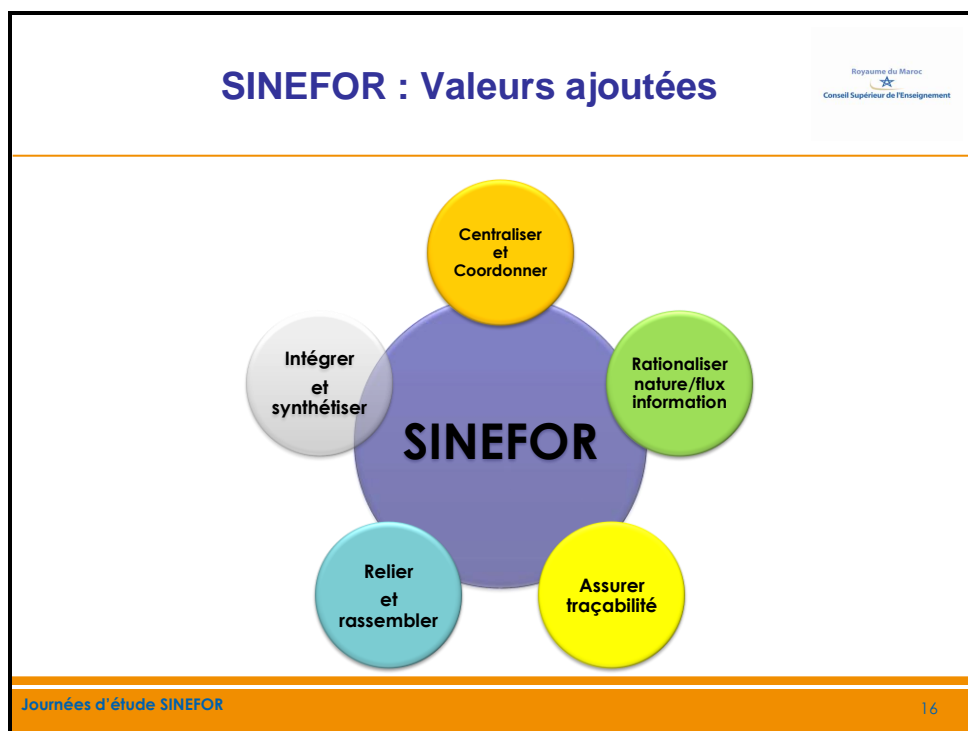 SINEFOR : Valeurs ajoutées
Royaume du Maroc
Conseil Supérieur de l'Enseignement
Centraliser
et
Coordonner
Intégrer
et
synthétiser
Rationaliser
nature/flux
information
SINEFOR
Relier
et
rassembler
Assurer
traçabilité
Journées d'étude SINEFOR
16